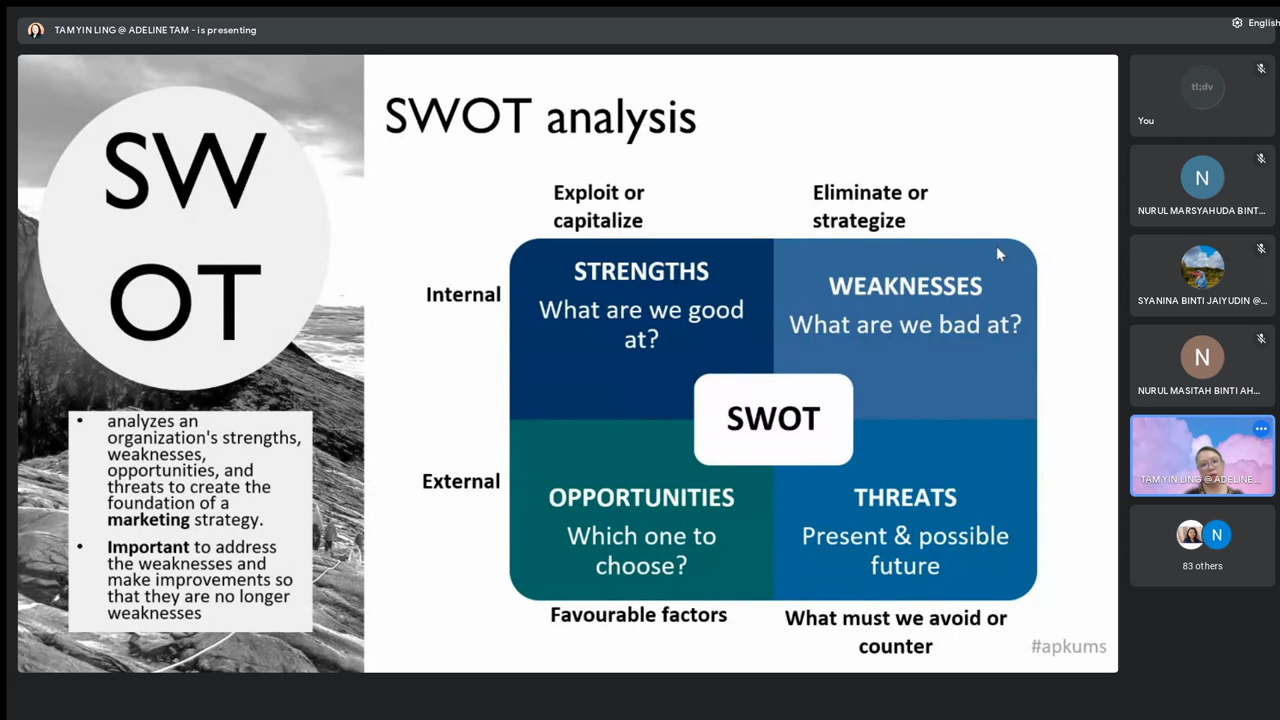 TAM YIN LING @ ADELINE TAM - is presenting
English
SW
OT
• analyzes an
organization's strengths,
weaknesses,
opportunities, and
threats to create the
foundation of a
marketing strategy.
• Important to address
the weaknesses and
make improvements so
that they are no longer
weaknesses
SWOT analysis
Exploit or
capitalize
Eliminate or
strategize
Internal
STRENGTHS
What are we good
at?
WEAKNESSES
What are we bad at?
SWOT
External
OPPORTUNITIES
Which one to
choose?
THREATS
Present & possible
future
Favourable factors
What must we avoid or
counter
#apkums
tl;dv
You
N
NURUL MARSYAHUDA BINT...
SYANINA BINTI JAIYUDIN @...
N
NURUL MASITAH BINTI AH...
TAM YIN LING @ ADELINE ...
N
83 others